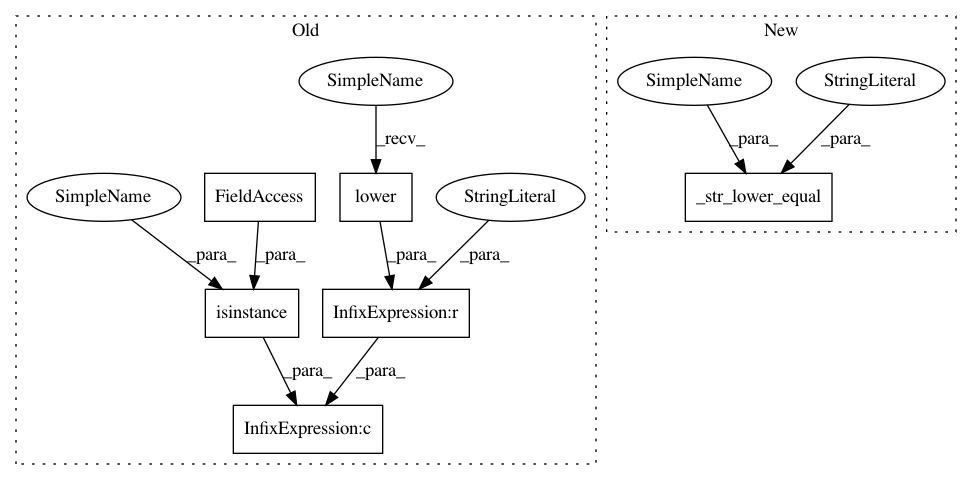 Old
New
SimpleName
SimpleName
StringLiteral
_recv_
_para_
_para_
SimpleName
FieldAccess
lower
StringLiteral
_str_lower_equal
_para_
_para_
_para_
_para_
isinstance
InfixExpression:r
_para_
_para_
InfixExpression:c